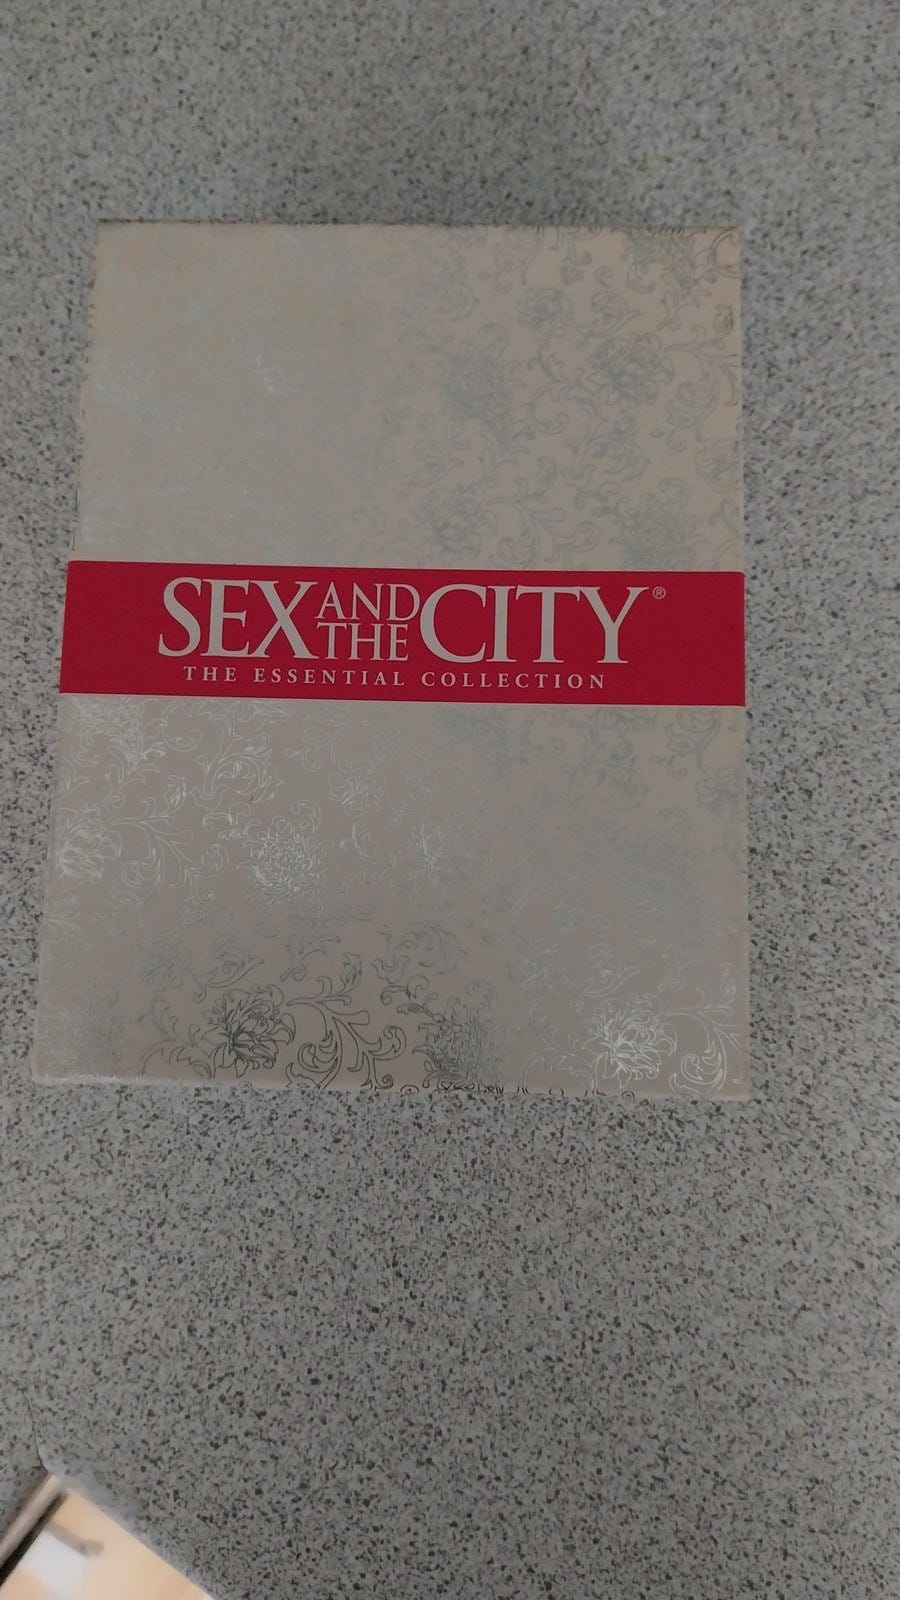 SEX AND THE CITY®
THE ESSENTIAL COLLECTION